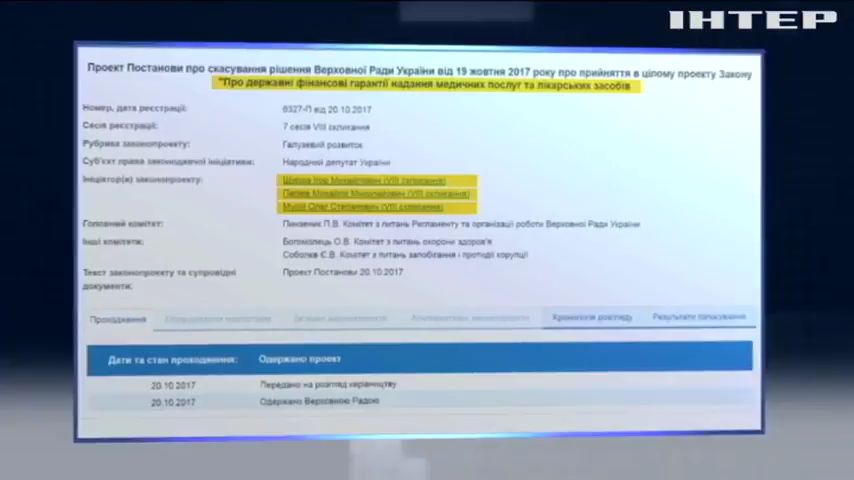 ІНТЕР
Проект Постанови про скасування рішення Верховної Ради України від 19 жовтня 2017 року про прийняття в цілому проекту Закону
"Про державні фінансові гарантії надання медичних послуг та лікарських засобів
Номер, дата реєстрації: 6327-П від 20.10.2017
Сесія реєстрації: 7 сесія VIII скликання
Рубрика законопроекту: Галузевий розвиток
Суб'єкт права законодавчої ініціативи: Народний депутат України
Ініціатор(и) законопроекту: Шурма Ігор Михайлович (VIII скликання)
Папієв Михайло Миколайович (VIII скликання)
Мусій Олег Степанович (VIII скликання)
Головний комітет: Пинзеник П.В. Комітет з питань Регламенту та організації роботи Верховної Ради України
Інші комітети: Богомолець О.В. Комітет з питань охорони здоров'я
Соболєв Є.В. Комітет з питань запобігання і протидії корупції
Текст законопроекту та супровідні Проект Постанови 20.10.2017
документи:
Проходження Альтернативні законопроекти Хронологія розгляду Результати голосування
Дати та стан проходження: Одержано проект
20.10.2017 Передано на розгляд керівництву
20.10.2017 Одержано Верховною Радою